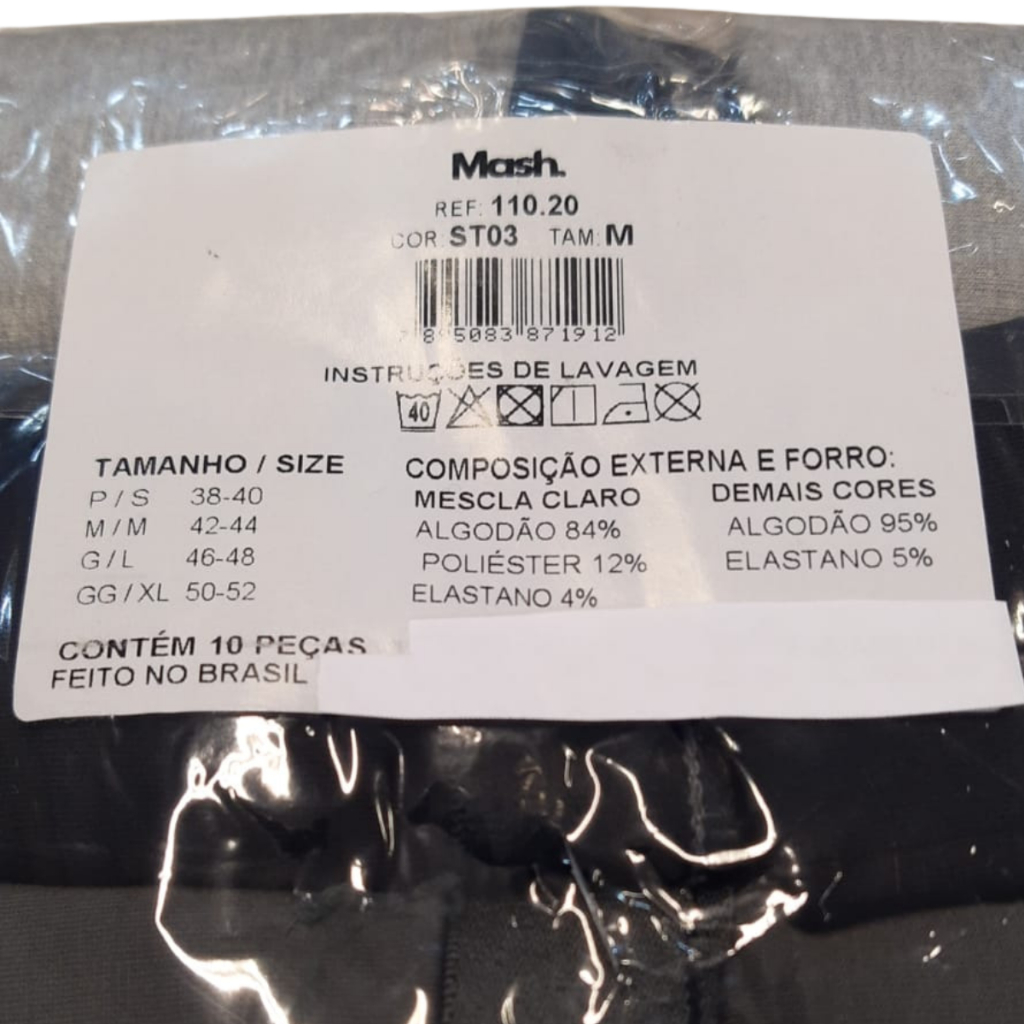 Mash.
REF: 110.20
COR: ST03 TAM: M
7 895083 871912
INSTRUÇÕES DE LAVAGEM
40
TAMANHO / SIZE
P / S 38-40
M / M 42-44
G / L 46-48
GG / XL 50-52
COMPOSIÇÃO EXTERNA E FORRO:
MESCLA CLARO
ALGODÃO 84%
POLIÉSTER 12%
ELASTANO 4%
DEMAIS CORES
ALGODÃO 95%
ELASTANO 5%
CONTÉM 10 PEÇAS
FEITO NO BRASIL